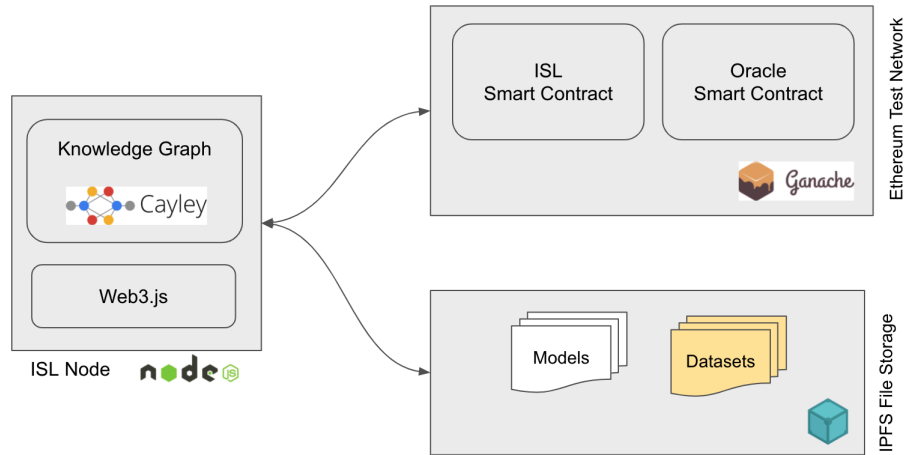 Knowledge Graph
Cayley
Web3.js
ISL Node
node
JS
ISL
Smart Contract
Oracle
Smart Contract
Ganache
Ethereum Test Network
Models
Datasets
IPFS File Storage